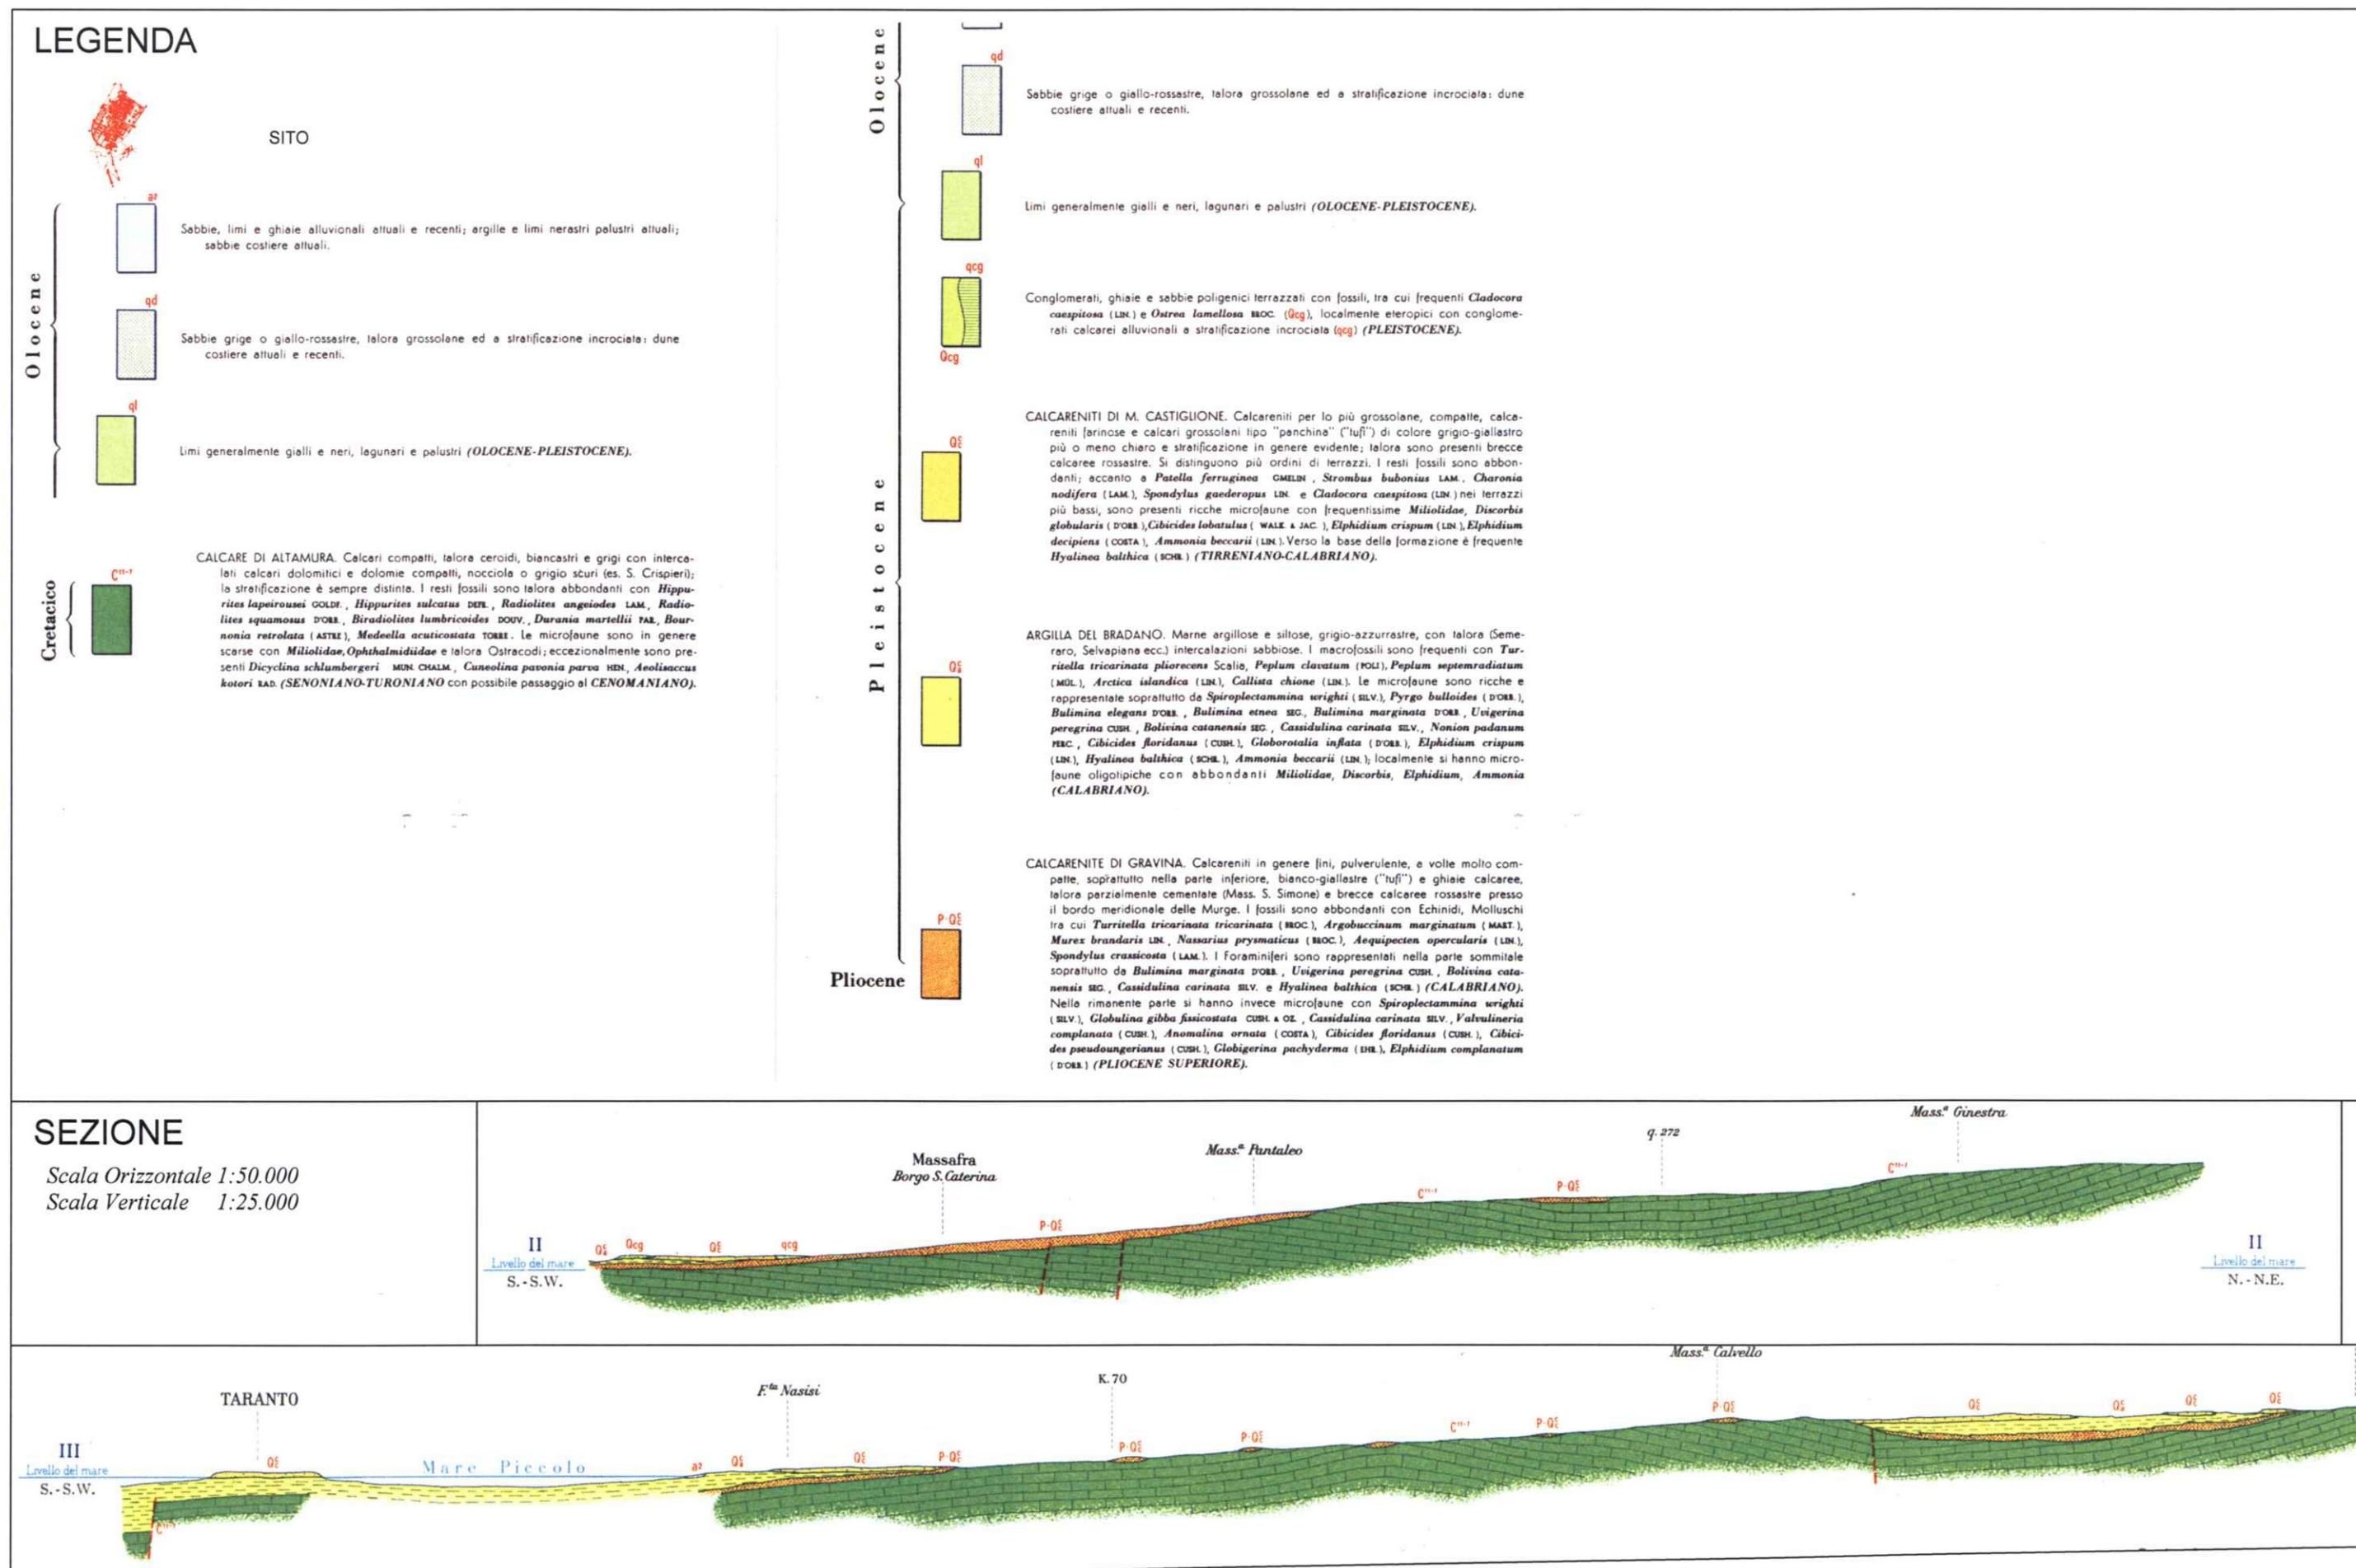 LEGENDA
SITO
Olocene
a²
Sabbie, limi e ghiaie alluvionali attuali e recenti; argille e limi nerastri palustri attuali;
sabbie costiere attuali.
qd
Sabbie grige o giallo-rossastre, talora grossolane ed a stratificazione incrociata: dune
costiere attuali e recenti.
ql
Limi generalmente gialli e neri, lagunari e palustri (OLOCENE-PLEISTOCENE).
Cretacico
C¹¹⁻⁷
CALCARE DI ALTAMURA. Calcari compatti, talora ceroidi, biancastri e grigi con interca-
lati calcari dolomitici e dolomie compatti, nocciola o grigio scuri (es. S. Crispieri);
la stratificazione è sempre distinta. I resti fossili sono talora abbondanti con Hippu-
rites lapeirousei GOLDF., Hippurites sulcatus DEFR., Radiolites angeiodes LAM., Radio-
lites squamosus D'ORB., Biradiolites lumbricoides DOUV., Durania martellii PAR., Bour-
nonia retrolata (ASTRE), Medeella acuticostata TORRE. Le microfaune sono in genere
scarse con Miliolidae, Ophthalmidiidae e talora Ostracodi; eccezionalmente sono pre-
senti Dicyclina schlumbergeri MUN. CHALM., Cuneolina pavonia parva HEN., Aeolisaccus
kotori RAD. (SENONIANO-TURONIANO con possibile passaggio al CENOMANIANO).
Olocene
qd
Sabbie grige o giallo-rossastre, talora grossolane ed a stratificazione incrociata: dune
costiere attuali e recenti.
ql
Limi generalmente gialli e neri, lagunari e palustri (OLOCENE-PLEISTOCENE).
Pleistocene
qcg
Conglomerati, ghiaie e sabbie poligenici terrazzati con fossili, tra cui frequenti Cladocora
caespitosa (LIN.) e Ostrea lamellosa BROC. (Qcg), localmente eteropici con conglome-
rati calcarei alluvionali a stratificazione incrociata (qcg) (PLEISTOCENE).
Qcg
CALCARENITI DI M. CASTIGLIONE. Calcareniti per lo più grossolane, compatte, calca-
reniti farinose e calcari grossolani tipo "panchina" ("tufi") di colore grigio-giallastro
più o meno chiaro e stratificazione in genere evidente; talora sono presenti brecce
calcaree rossastre. Si distinguono più ordini di terrazzi. I resti fossili sono abbon-
danti; accanto a Patella ferruginea GMELIN , Strombus bubonius LAM., Charonia
nodifera (LAM.), Spondylus gaederopus LIN. e Cladocora caespitosa (LIN.) nei terrazzi
più bassi, sono presenti ricche microfaune con frequentissime Miliolidae, Discorbis
globularis (D'ORB.), Cibicides lobatulus ( WALK. & JAC. ), Elphidium crispum (LIN.), Elphidium
decipiens (COSTA), Ammonia beccarii (LIN.). Verso la base della formazione è frequente
Hyalinea balthica (SCHR.) (TIRRENIANO-CALABRIANO).
ARGILLA DEL BRADANO. Marne argillose e siltose, grigio-azzurrastre, con talora (Seme-
raro, Selvapiana ecc.) intercalazioni sabbiose. I macrofossili sono frequenti con Tur-
ritella tricarinata pliorecens Scalia, Peplum clavatum (POLI), Peplum septemradiatum
(MÜL.), Arctica islandica (LIN.), Callista chione (LIN.). Le microfaune sono ricche e
rappresentate soprattutto da Spiroplectammina wrighti (SILV.), Pyrgo bulloides (D'ORB.),
Bulimina elegans D'ORB. , Bulimina etnea SEG., Bulimina marginata D'ORB., Uvigerina
peregrina CUSH., Bolivina catanensis SEG., Cassidulina carinata SILV., Nonion padanum
PERC., Cibicides floridanus (CUSH.), Globorotalia inflata (D'ORB.), Elphidium crispum
(LIN.), Hyalinea balthica (SCHR.), Ammonia beccarii (LIN.); localmente si hanno micro-
faune oligotipiche con abbondanti Miliolidae, Discorbis, Elphidium, Ammonia
(CALABRIANO).
Pliocene
CALCARENITE DI GRAVINA. Calcareniti in genere fini, pulverulente, a volte molto com-
patte, soprattutto nella parte inferiore, bianco-giallastre ("tufi") e ghiaie calcaree,
talora parzialmente cementate (Mass. S. Simone) e brecce calcaree rossastre presso
il bordo meridionale delle Murge. I fossili sono abbondanti con Echinidi, Molluschi
tra cui Turritella tricarinata tricarinata (BROC.), Argobuccinum marginatum (MART.),
Murex brandaris LIN., Nassarius prysmaticus (BROC.), Aequipecten opercularis (LIN.),
Spondylus crassicosta (LAM.). I Foraminiferi sono rappresentati nella parte sommitale
soprattutto da Bulimina marginata D'ORB., Uvigerina peregrina CUSH., Bolivina cata-
nensis SEG., Cassidulina carinata SILV. e Hyalinea balthica (SCHR.) (CALABRIANO).
Nella rimanente parte si hanno invece microfaune con Spiroplectammina wrighti
(SILV.), Globulina gibba fissicostata CUSH. & OZ., Cassidulina carinata SILV., Valvulineria
complanata (CUSH.), Anomalina ornata (COSTA), Cibicides floridanus (CUSH.), Cibici-
des pseudoungerianus (CUSH.), Globigerina pachyderma (EHR.), Elphidium complanatum
(D'ORB.) (PLIOCENE SUPERIORE).
SEZIONE
Scala Orizzontale 1:50.000
Scala Verticale 1:25.000
II
Livello del mare
S.-S.W.
Qcg
qcg
Massafra
Borgo S. Caterina
Mass.ª Pantaleo
C¹¹⁻⁷
q. 272
C¹¹⁻⁷
Mass.ª Ginestra
II
Livello del mare
N.-N.E.
III
Livello del mare
S.-S.W.
TARANTO
C¹¹⁻⁷
Mare Piccolo
a²
F.ta Nasisi
K. 70
C¹¹⁻⁷
Mass.ª Calvello